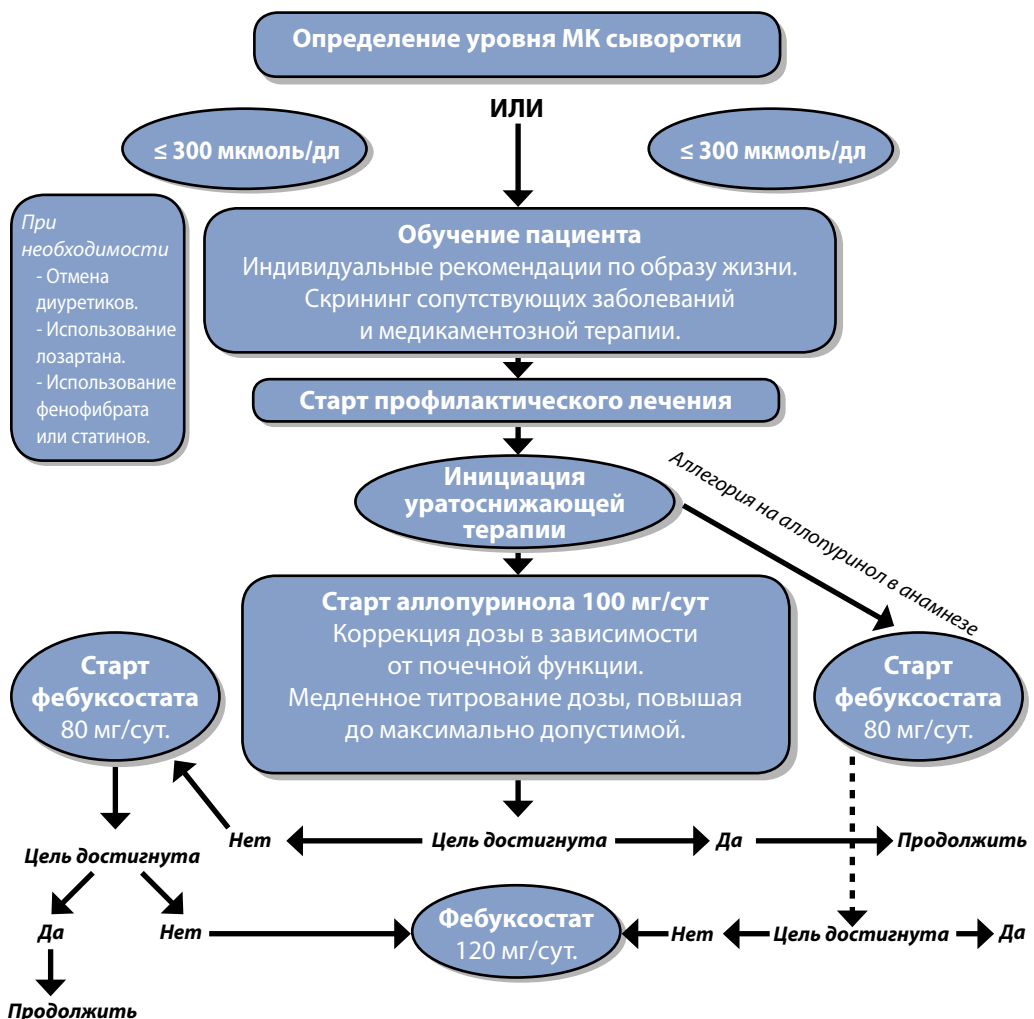 Определение уровня МК сыворотки
ИЛИ
≤ 300 мкмоль/дл
≤ 300 мкмоль/дл
При
необходимости
- Отмена
диуретиков.
- Использование
лозартана.
- Использование
фенофибрата
или статинов.
Обучение пациента
Индивидуальные рекомендации по образу жизни.
Скрининг сопутствующих заболеваний
и медикаментозной терапии.
Старт профилактического лечения
Инициация
уратоснижающей
терапии
Аллегория на аллопуринол в анамнезе
Старт аллопуринола 100 мг/сут
Коррекция дозы в зависимости
от почечной функции.
Медленное титрование дозы, повышая
до максимально допустимой.
Старт
фебуксостата
80 мг/сут.
Старт
фебуксостата
80 мг/сут.
Цель достигнута
Нет
Цель достигнута
Да
Продолжить
Да
Нет
Фебуксостат
120 мг/сут.
Нет
Цель достигнута
Да
Продолжить